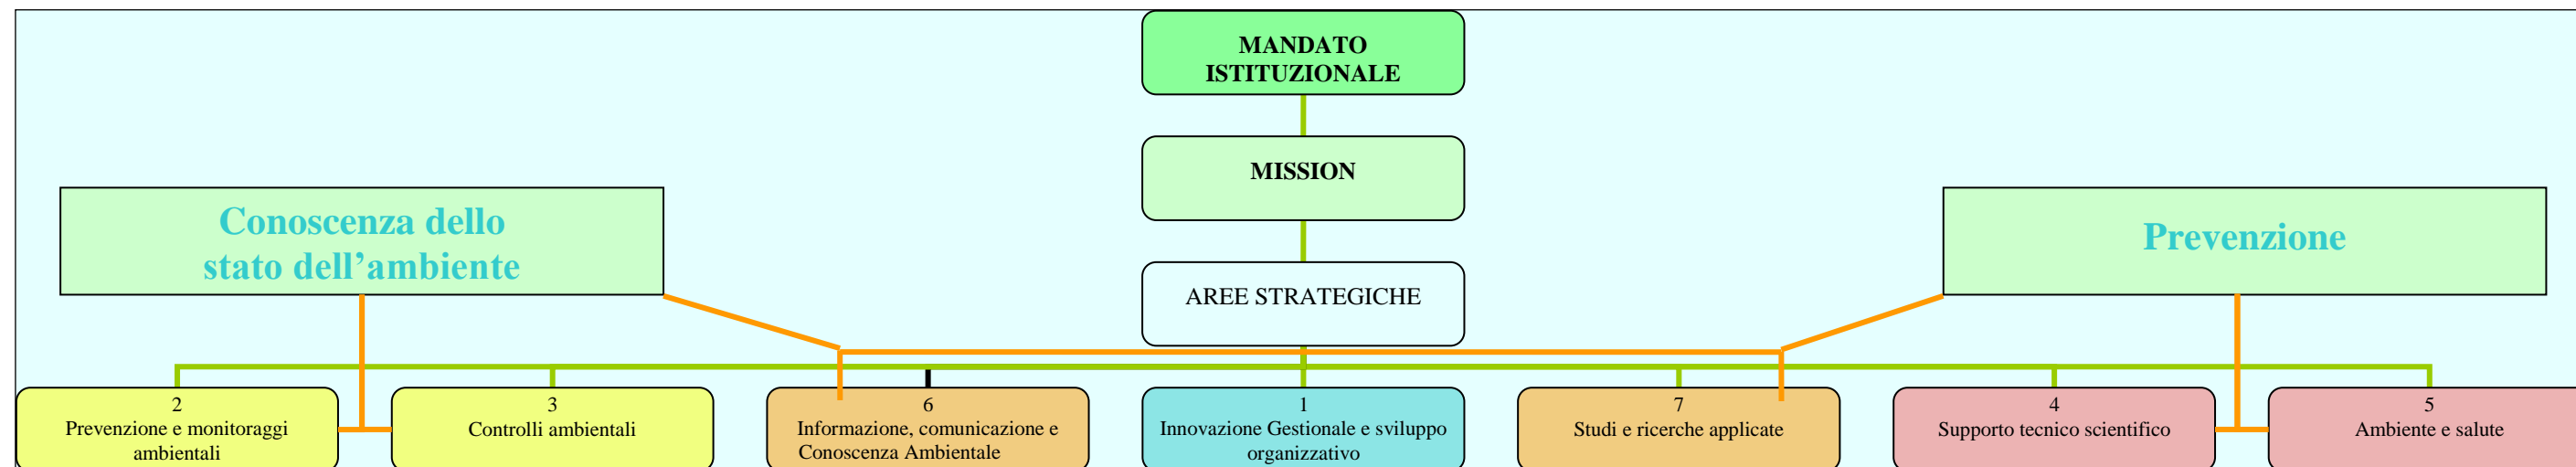 MANDATO
ISTITUZIONALE
MISSION
Conoscenza dello
stato dell’ambiente
Prevenzione
AREE STRATEGICHE
2
Prevenzione e monitoraggi
ambientali
3
Controlli ambientali
6
Informazione, comunicazione e
Conoscenza Ambientale
1
Innovazione Gestionale e sviluppo
organizzativo
7
Studi e ricerche applicate
4
Supporto tecnico scientifico
5
Ambiente e salute